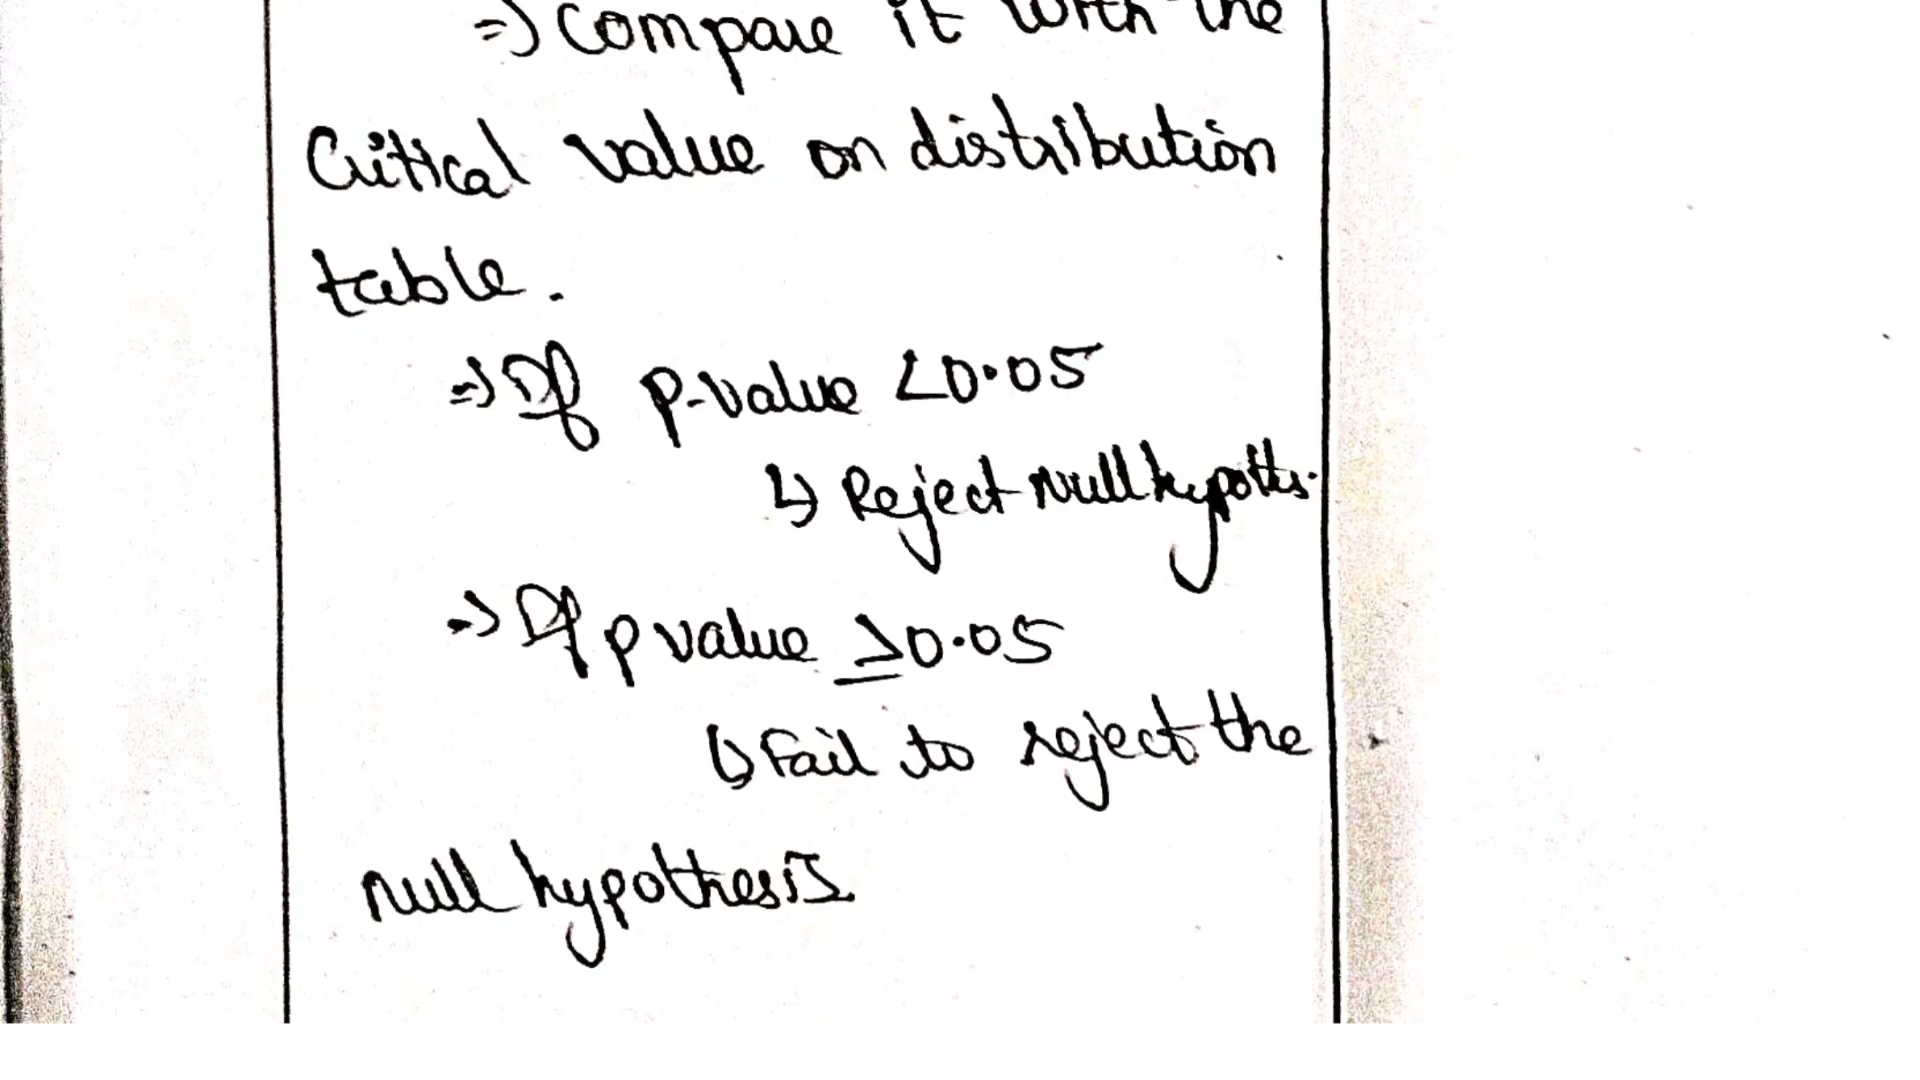 => Compare it with the
Critical value on distribution
table.
=> If p-value <0.05
↳ Reject Null hypoths.
=> If p value ≥0.05
↳ Fail to reject the
null hypothesis